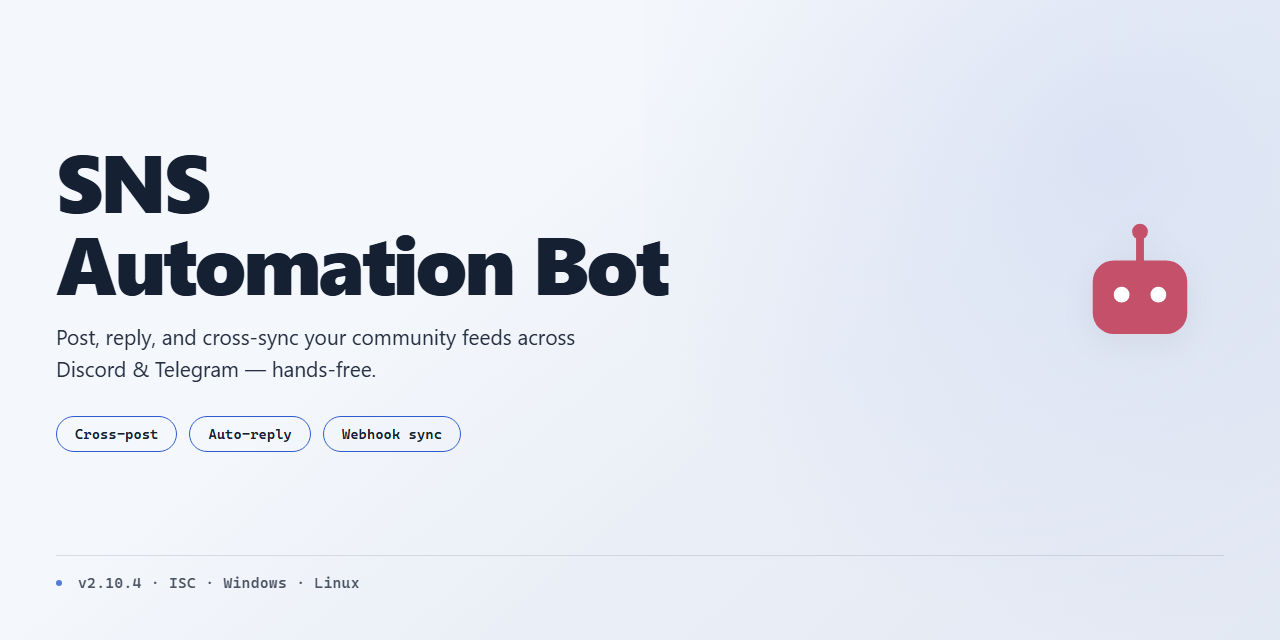 SNS
Automation Bot
Post, reply, and cross-sync your community feeds across
Discord & Telegram — hands-free.
Cross-post
Auto-reply
Webhook sync
v2.10.4 · ISC · Windows · Linux